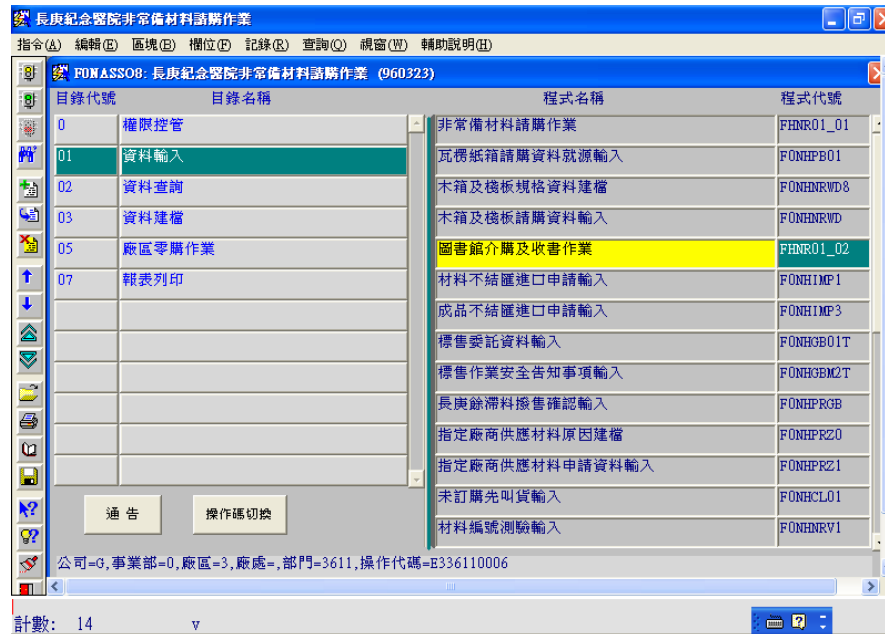 長庚紀念醫院非常備材料請購作業
指令(A) 編輯(E) 區塊(B) 欄位(F) 記錄(R) 查詢(Q) 視窗(W) 輔助說明(H)
F0NASSO8: 長庚紀念醫院非常備材料請購作業 (960323)
目錄代號 目錄名稱 程式名稱 程式代號
0 權限控管 非常備材料請購作業 FHNR01_01
01 資料輸入 瓦楞紙箱請購資料就源輸入 F0NHPB01
02 資料查詢 木箱及棧板規格資料建檔 F0NHNRWD8
03 資料建檔 木箱及棧板請購資料輸入 F0NHNRWD
05 廠區零購作業 圖書館介購及收書作業 FHNR01_02
07 報表列印 材料不結匯進口申請輸入 F0NHIMP1
成品不結匯進口申請輸入 F0NHIMP3
標售委託資料輸入 F0NHGB01T
標售作業安全告知事項輸入 F0NHGBM2T
長庚餘滯料撥售確認輸入 F0NHPRGB
指定廠商供應材料原因建檔 F0NHPRZ0
指定廠商供應材料申請資料輸入 F0NHPRZ1
未訂購先叫貨輸入 F0NHCL01
材料編號測驗輸入 F0NHNRV1
通 告 操作碼切換
公司=G,事業部=0,廠區=3,廠處=,部門=3611,操作代碼=E336110006
計數: 14 v